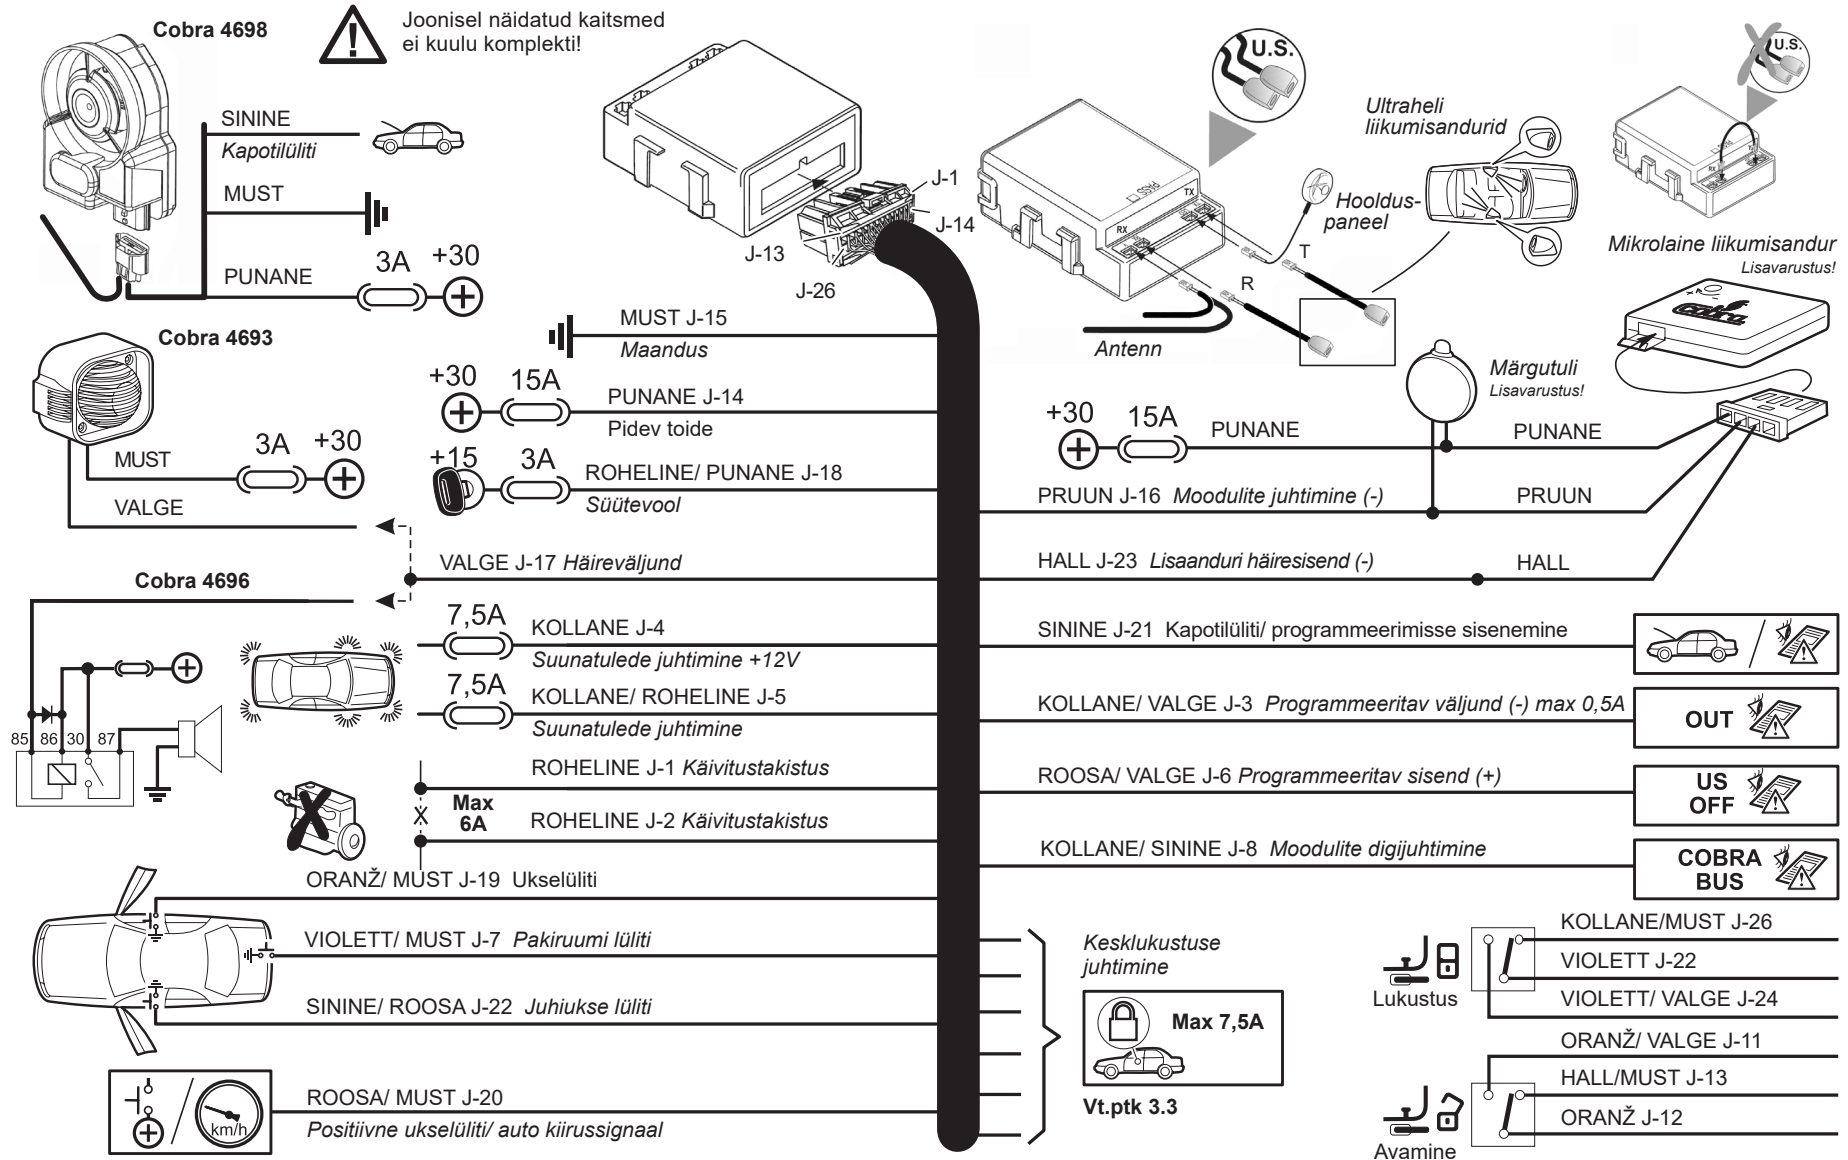 Cobra 4698
Joonisel näidatud kaitsmed
ei kuulu komplekti!
SININE
Kapotilüliti
MUST
PUNANE
3A
+30
Cobra 4693
MUST
3A
+30
VALGE
Cobra 4696
85
86
30
87
J-1
J-14
J-13
J-26
MUST J-15
Maandus
+30
15A
PUNANE J-14
Pidev toide
+15
3A
ROHELINE/ PUNANE J-18
Süütevool
VALGE J-17 Häireväljund
7,5A
KOLLANE J-4
Suunatulede juhtimine +12V
7,5A
KOLLANE/ ROHELINE J-5
Suunatulede juhtimine
ROHELINE J-1 Käivitustakistus
Max
6A
ROHELINE J-2 Käivitustakistus
ORANŽ/ MUST J-19 Ukselüliti
VIOLETT/ MUST J-7 Pakiruumi lüliti
SININE/ ROOSA J-22 Juhiukse lüliti
km/h
ROOSA/ MUST J-20
Positiivne ukselüliti/ auto kiirussignaal
U.S.
PASS
TX
RX
Hooldus-
paneel
T
R
Antenn
Ultraheli
liikumisandurid
U.S.
RX
Mikrolaine liikumisandur
Lisavarustus!
Cobra
Märgutuli
Lisavarustus!
+30
15A
PUNANE
PUNANE
PRUUN J-16 Moodulite juhtimine (-)
PRUUN
HALL J-23 Lisaanduri häiresisend (-)
HALL
SININE J-21 Kapotilüliti/ programmeerimisse sisenemine
KOLLANE/ VALGE J-3 Programmeeritav väljund (-) max 0,5A
OUT
ROOSA/ VALGE J-6 Programmeeritav sisend (+)
US
OFF
KOLLANE/ SININE J-8 Moodulite digijuhtimine
COBRA
BUS
Kesklukustuse
juhtimine
Max 7,5A
Vt.ptk 3.3
Lukustus
KOLLANE/MUST J-26
VIOLETT J-22
VIOLETT/ VALGE J-24
Avamine
ORANŽ/ VALGE J-11
HALL/MUST J-13
ORANŽ J-12